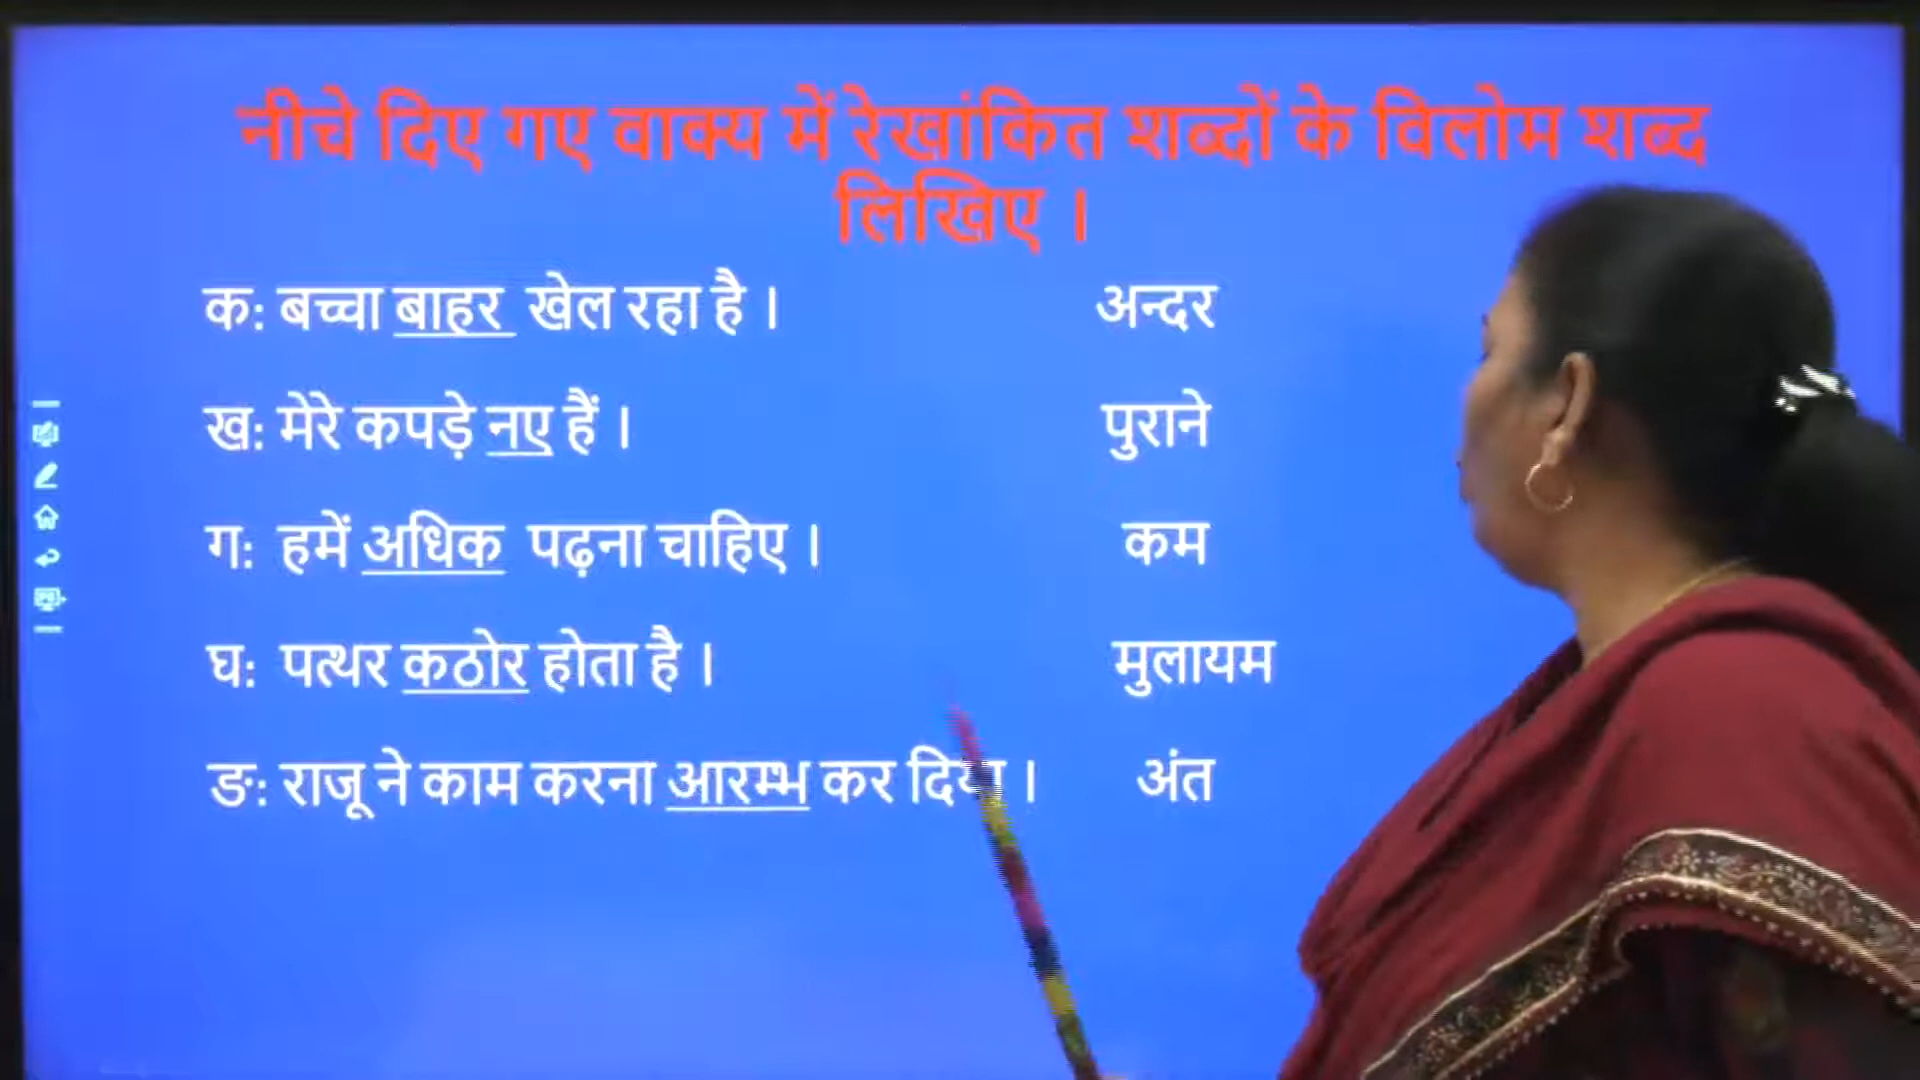 नीचे दिए गए वाक्य में रेखांकित शब्दों के विलोम शब्द
लिखिए ।
क: बच्चा बाहर खेल रहा है । अन्दर
ख: मेरे कपड़े नए हैं । पुराने
ग: हमें अधिक पढ़ना चाहिए । कम
घ: पत्थर कठोर होता है । मुलायम
ङ: राजू ने काम करना आरम्भ कर दिया । अंत